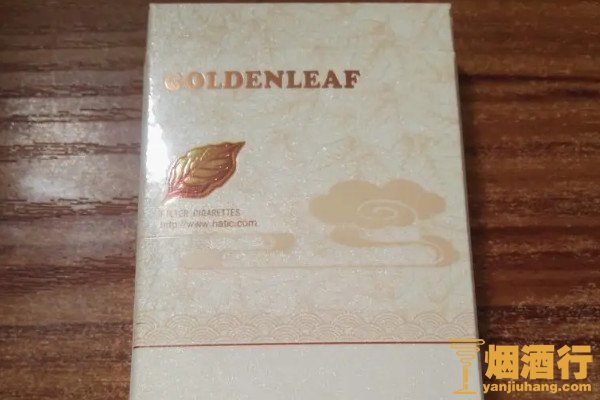 GOLDENLEAF
FILTER CIGARETTES
http://www.hatic.com
烟酒行
yanjiuhang.com